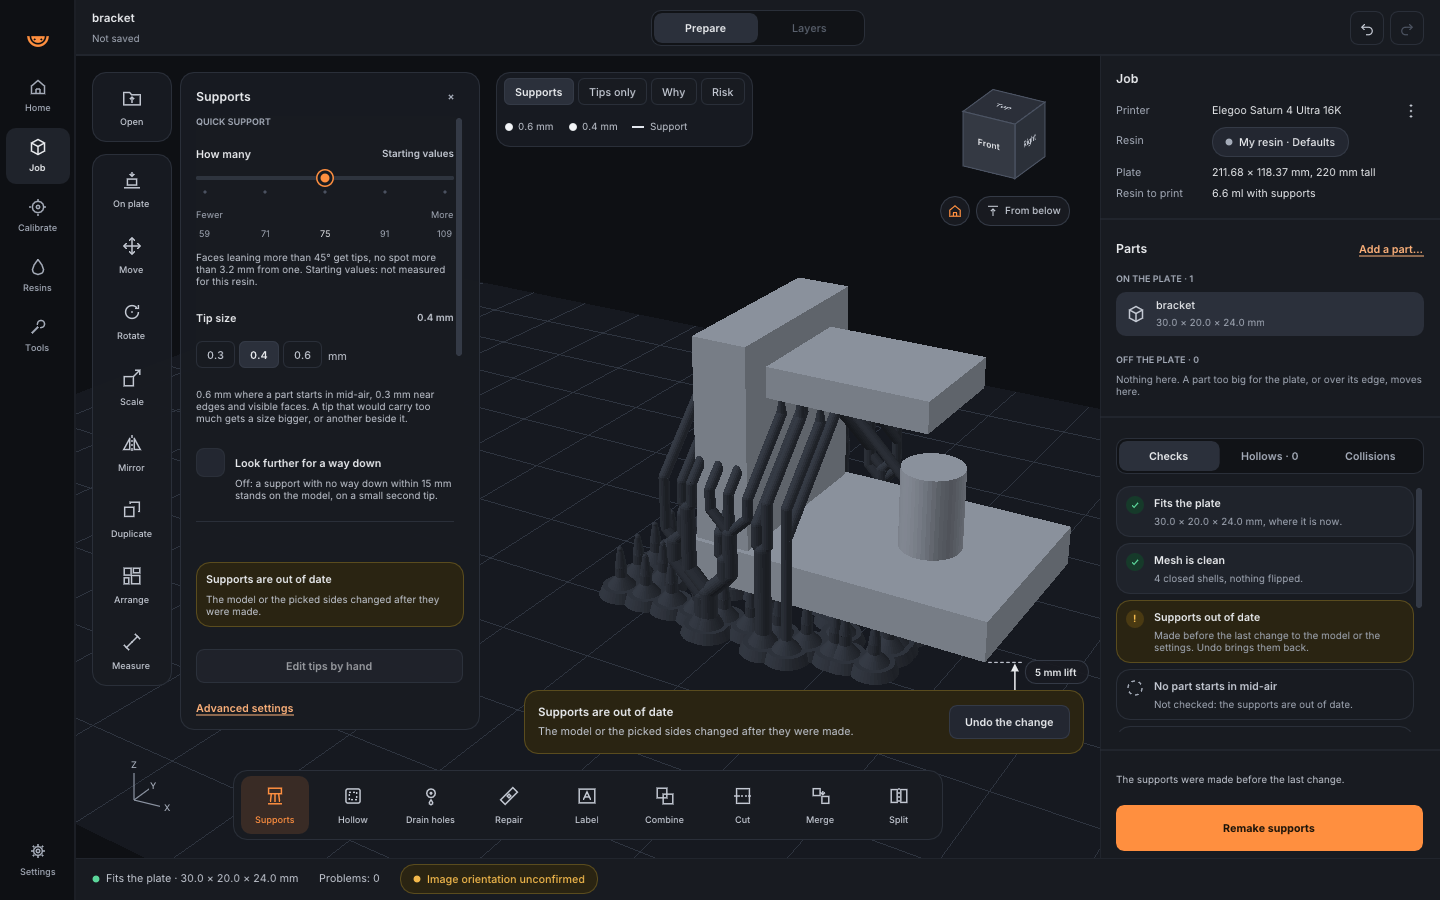 bracket
Not saved
Prepare
Layers
Home
Job
Calibrate
Resins
Tools
Settings
Open
On plate
Move
Rotate
Scale
Mirror
Duplicate
Arrange
Measure
Supports
×
QUICK SUPPORT
How many
Starting values
Fewer
More
59
71
75
91
109
Faces leaning more than 45° get tips, no spot more
than 3.2 mm from one. Starting values: not measured
for this resin.
Tip size
0.4 mm
0.3
0.4
0.6
mm
0.6 mm where a part starts in mid-air, 0.3 mm near
edges and visible faces. A tip that would carry too
much gets a size bigger, or another beside it.
Look further for a way down
Off: a support with no way down within 15 mm
stands on the model, on a small second tip.
Supports are out of date
The model or the picked sides changed after they
were made.
Edit tips by hand
Advanced settings
Supports
Tips only
Why
Risk
0.6 mm
0.4 mm
Support
Top
Front
Right
From below
5 mm lift
Supports are out of date
The model or the picked sides changed after they were made.
Undo the change
Z
Y
X
Supports
Hollow
Drain holes
Repair
Label
Combine
Cut
Merge
Split
Job
Printer
Elegoo Saturn 4 Ultra 16K
Resin
My resin · Defaults
Plate
211.68 × 118.37 mm, 220 mm tall
Resin to print
6.6 ml with supports
Parts
Add a part...
ON THE PLATE · 1
bracket
30.0 × 20.0 × 24.0 mm
OFF THE PLATE · 0
Nothing here. A part too big for the plate, or over its edge, moves
here.
Checks
Hollows · 0
Collisions
Fits the plate
30.0 × 20.0 × 24.0 mm, where it is now.
Mesh is clean
4 closed shells, nothing flipped.
Supports out of date
Made before the last change to the model or the
settings. Undo brings them back.
No part starts in mid-air
Not checked: the supports are out of date.
The supports were made before the last change.
Remake supports
Fits the plate · 30.0 × 20.0 × 24.0 mm
Problems: 0
Image orientation unconfirmed